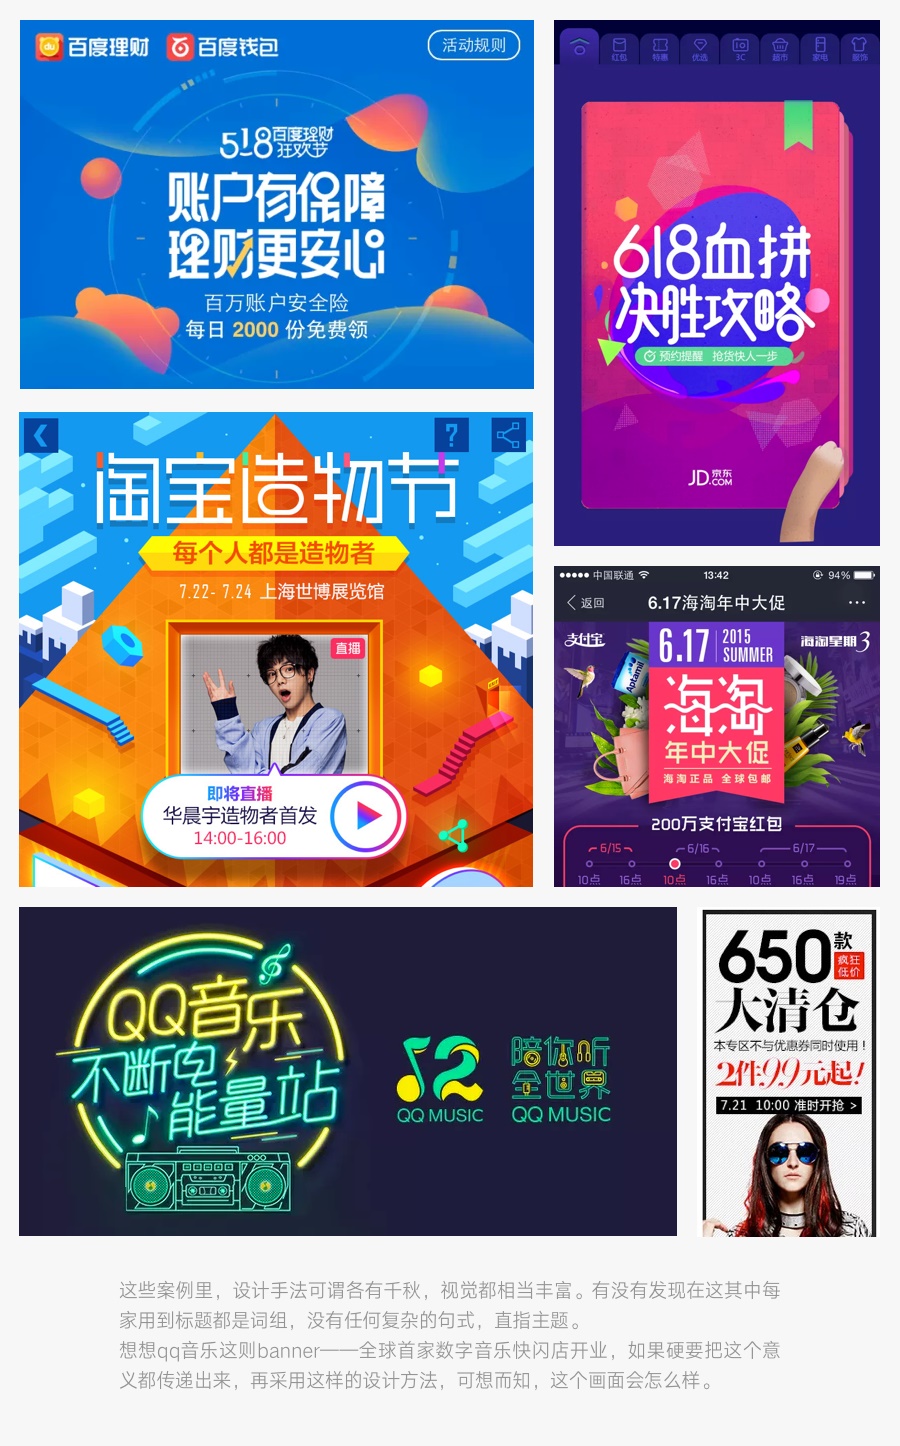 du 百度理财 百度钱包 活动规则
518 百度理财
狂欢节
账户有保障
理财更安心
百万账户安全险
每日 2000 份免费领
红包 特惠 优选 3C 超市 家电 服饰
618血拼
决胜攻略
预约提醒 抢货快人一步
JD 京东
.COM
?
淘宝造物节
每个人都是造物者
7.22- 7.24 上海世博展览馆
直播
即将直播
华晨宇造物者首发
14:00-16:00
中国联通 13:42 94%
返回 6.17海淘年中大促 ···
支付宝 6.17 2015 SUMMER 海淘星期3
Aptamil
海淘
年中大促
海淘正品 全球包邮
200万支付宝红包
6/15 6/16 6/17
10点 16点 10点 16点 10点 16点 19点
QQ音乐
不断电
能量站
12
QQ MUSIC
陪你听
全世界
QQ MUSIC
650款
疯狂
低价
大清仓
本专区不与优惠券同时使用！
2件99元起!
7.21 10:00 准时开抢 >
这些案例里，设计手法可谓各有千秋，视觉都相当丰富。有没有发现在这其中每
家用到标题都是词组，没有任何复杂的句式，直指主题。
想想qq音乐这则banner——全球首家数字音乐快闪店开业，如果硬要把这个意
义都传递出来，再采用这样的设计方法，可想而知，这个画面会怎么样。